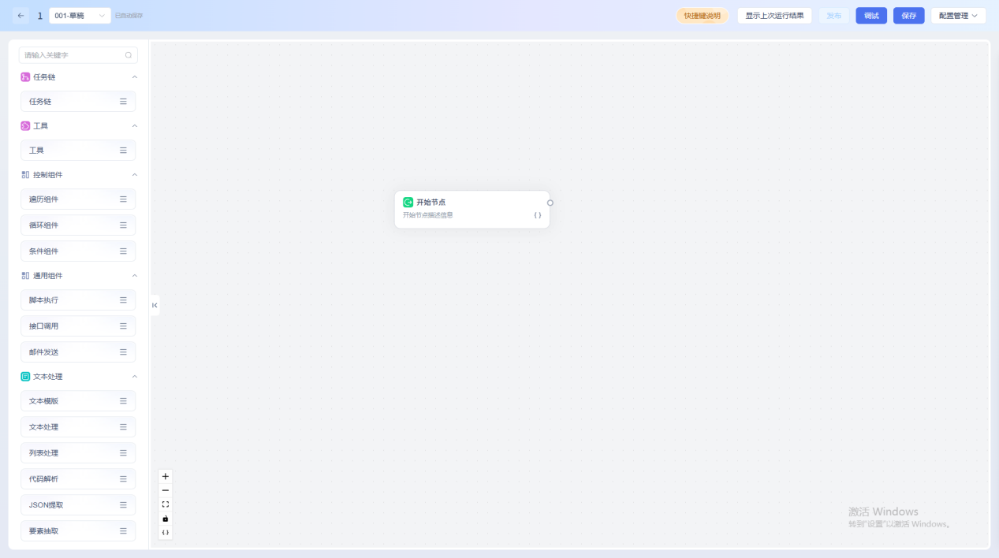 1 001-草稿 已自动保存 快捷键说明 显示上次运行结果 发布 调试 保存 配置管理
请输入关键字
任务链
任务链
工具
工具
控制组件
遍历组件
循环组件
条件组件
通用组件
脚本执行
接口调用
邮件发送
文本处理
文本模版
文本处理
列表处理
代码解析
JSON提取
要素抽取
开始节点
开始节点描述信息
激活 Windows
转到"设置"以激活 Windows。